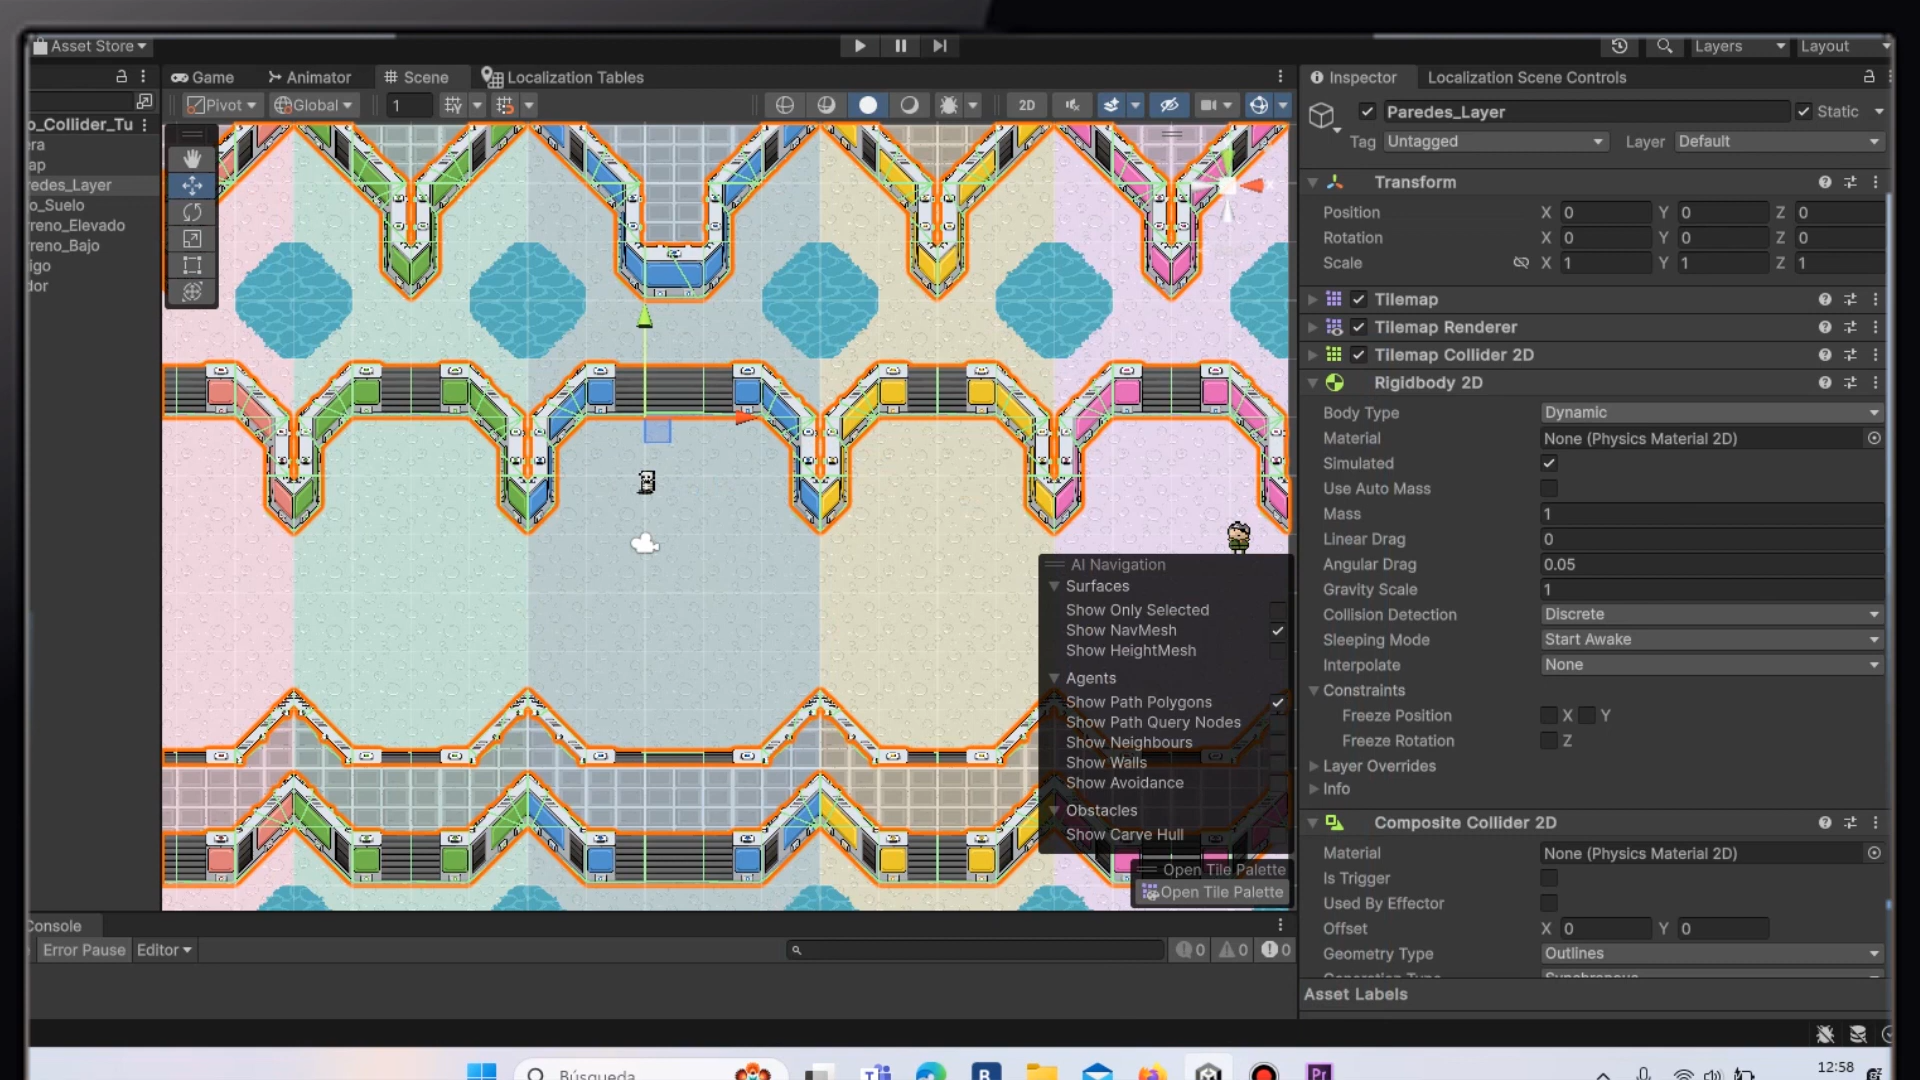 Asset Store
Layers
Layout
Game
Animator
Scene
Localization Tables
Inspector
Localization Scene Controls
Pivot
Global
1
2D
Paredes_Layer
Static
Tag Untagged
Layer Default
o_Collider_Tu
era
ap
redes_Layer
o_Suelo
reno_Elevado
reno_Bajo
igo
dor
Transform
Position X 0 Y 0 Z 0
Rotation X 0 Y 0 Z 0
Scale X 1 Y 1 Z 1
Tilemap
Tilemap Renderer
Tilemap Collider 2D
Rigidbody 2D
Body Type Dynamic
Material None (Physics Material 2D)
Simulated
Use Auto Mass
Mass 1
Linear Drag 0
Angular Drag 0.05
Gravity Scale 1
Collision Detection Discrete
Sleeping Mode Start Awake
Interpolate None
Constraints
Freeze Position X Y
Freeze Rotation Z
Layer Overrides
Info
Composite Collider 2D
Material None (Physics Material 2D)
Is Trigger
Used By Effector
Offset X 0 Y 0
Geometry Type Outlines
Generation Type Synchronous
Asset Labels
AI Navigation
Surfaces
Show Only Selected
Show NavMesh
Show HeightMesh
Agents
Show Path Polygons
Show Path Query Nodes
Show Neighbours
Show Walls
Show Avoidance
Obstacles
Show Carve Hull
Open Tile Palette
Open Tile Palette
Console
Error Pause
Editor
0
0
0
Búsqueda
12:58